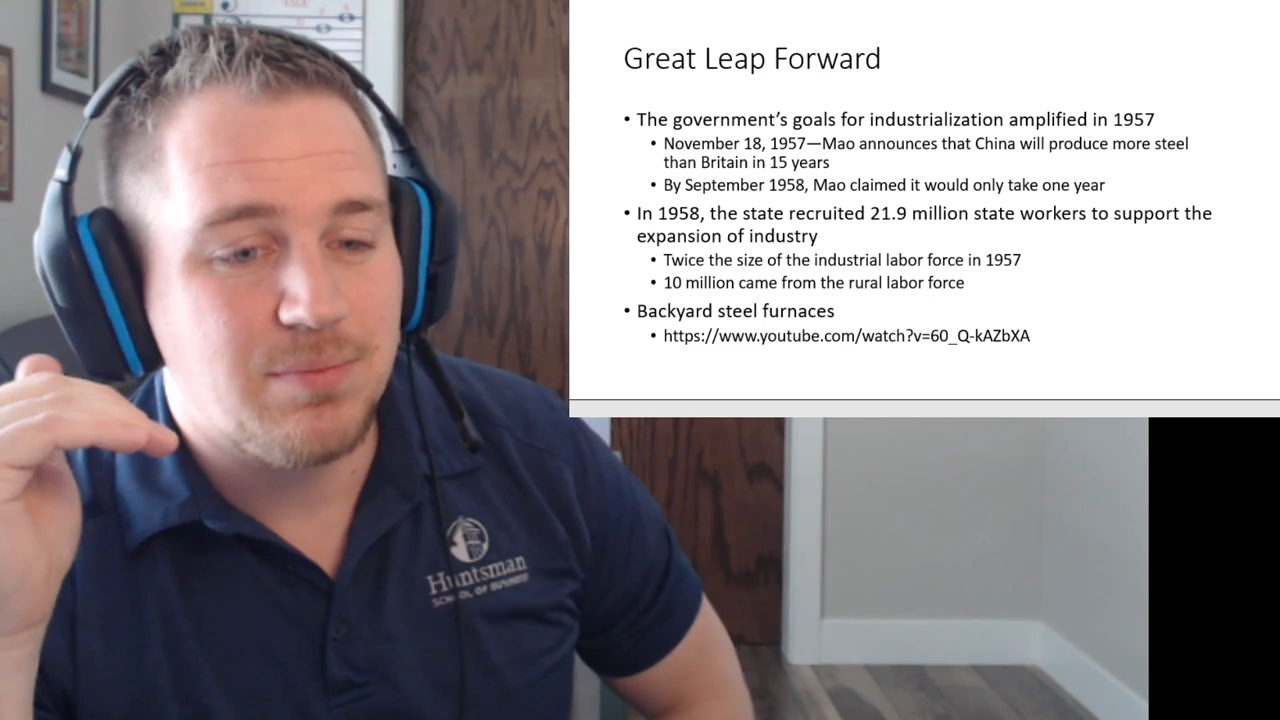 Great Leap Forward
• The government’s goals for industrialization amplified in 1957
• November 18, 1957—Mao announces that China will produce more steel
than Britain in 15 years
• By September 1958, Mao claimed it would only take one year
• In 1958, the state recruited 21.9 million state workers to support the
expansion of industry
• Twice the size of the industrial labor force in 1957
• 10 million came from the rural labor force
• Backyard steel furnaces
• https://www.youtube.com/watch?v=60_Q-kAZbXA
Huntsman
SCHOOL OF BUSINESS